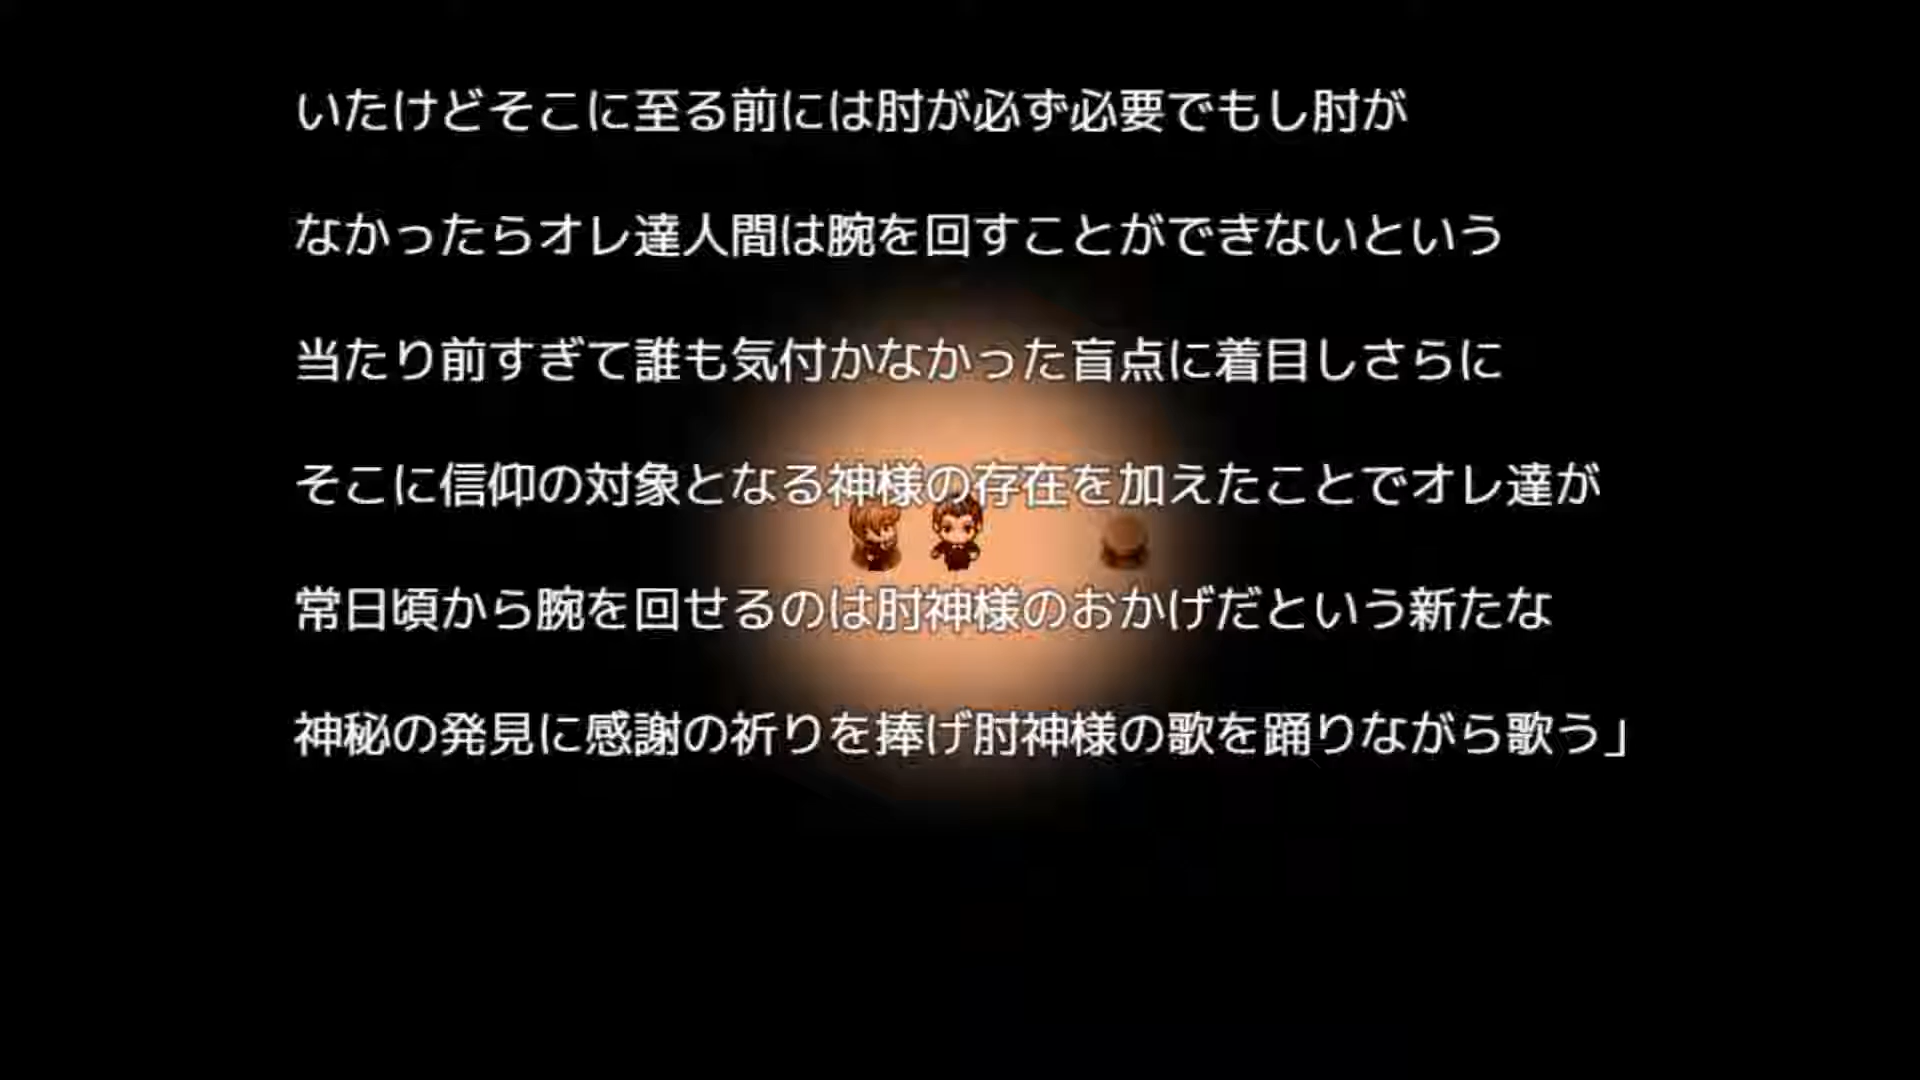 いたけどそこに至る前には肘が必ず必要でもし肘が
なかったらオレ達人間は腕を回すことができないという
当たり前すぎて誰も気付かなかった盲点に着目しさらに
そこに信仰の対象となる神様の存在を加えたことでオレ達が
常日頃から腕を回せるのは肘神様のおかげだという新たな
神秘の発見に感謝の祈りを捧げ肘神様の歌を踊りながら歌う」